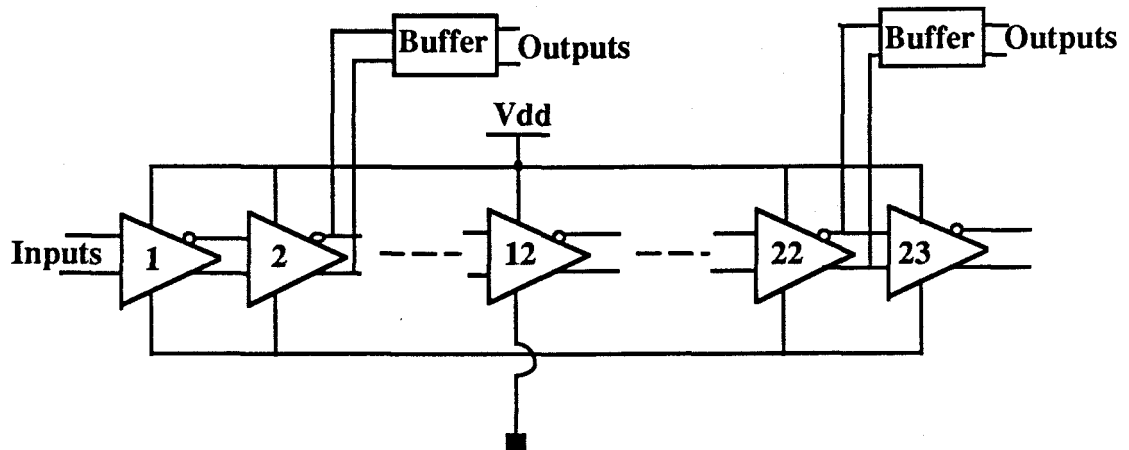 Buffer
Outputs
Buffer
Outputs
Vdd
Inputs
1
2
12
22
23